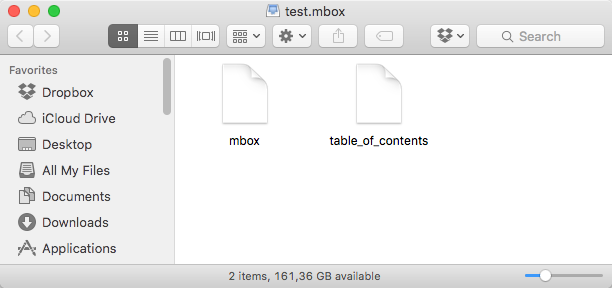 test.mbox
Search
Favorites
Dropbox
iCloud Drive
Desktop
All My Files
Documents
Downloads
Applications
mbox
table_of_contents
2 items, 161,36 GB available